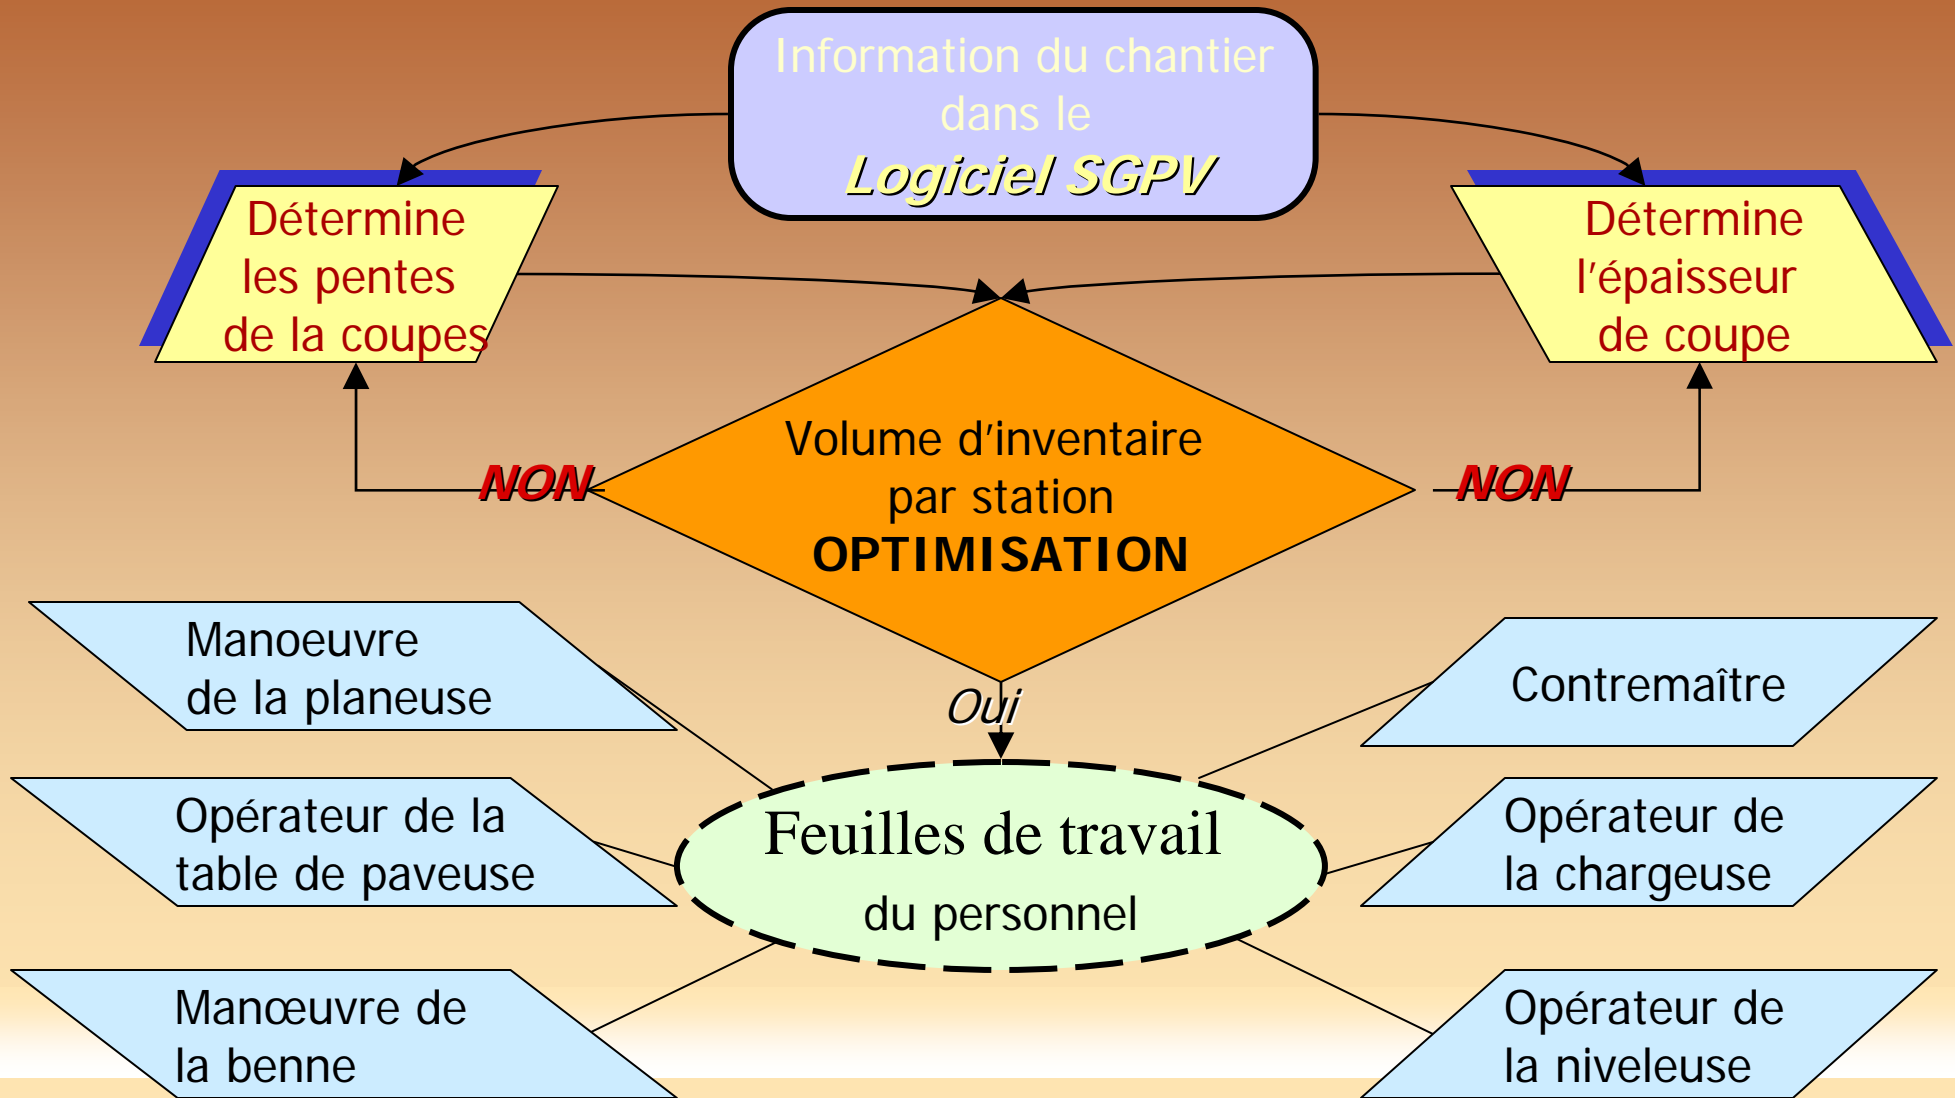 Information du chantier
dans le
Logiciel SGPV
Détermine
les pentes
de la coupes
Détermine
l'épaisseur
de coupe
Volume d'inventaire
par station
OPTIMISATION
NON
NON
Oui
Manoeuvre
de la planeuse
Contremaître
Opérateur de la
table de paveuse
Feuilles de travail
du personnel
Opérateur de
la chargeuse
Manœuvre de
la benne
Opérateur de
la niveleuse